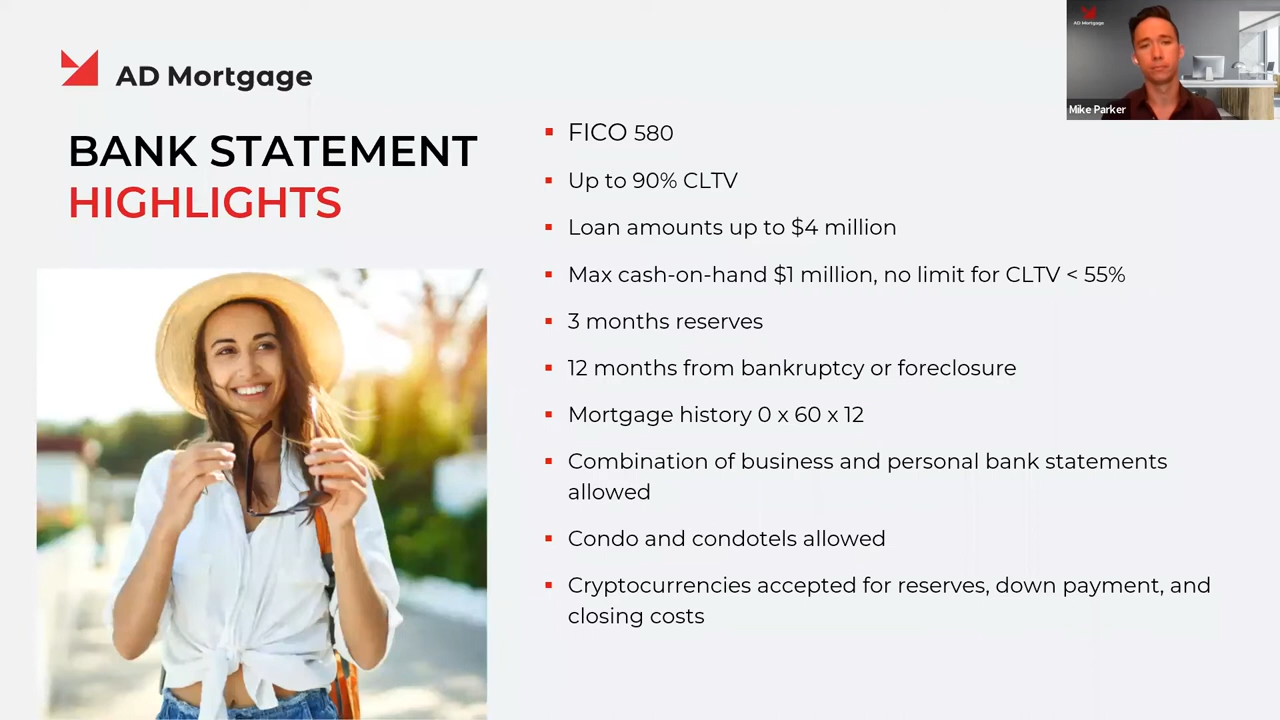 AD Mortgage
BANK STATEMENT
HIGHLIGHTS
FICO 580
Up to 90% CLTV
Loan amounts up to $4 million
Max cash-on-hand $1 million, no limit for CLTV < 55%
3 months reserves
12 months from bankruptcy or foreclosure
Mortgage history 0 x 60 x 12
Combination of business and personal bank statements
allowed
Condo and condotels allowed
Cryptocurrencies accepted for reserves, down payment, and
closing costs
AD Mortgage
Mike Parker